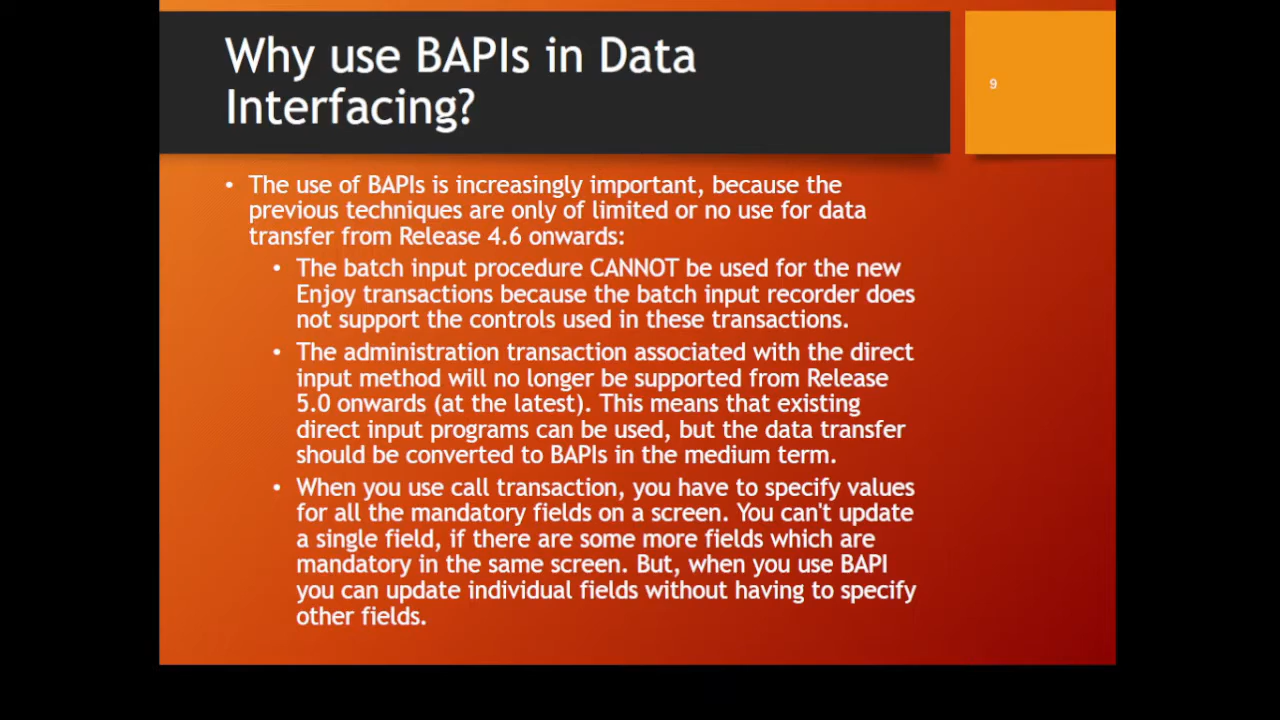 Why use BAPIs in Data
Interfacing?
9
• The use of BAPIs is increasingly important, because the
previous techniques are only of limited or no use for data
transfer from Release 4.6 onwards:
• The batch input procedure CANNOT be used for the new
Enjoy transactions because the batch input recorder does
not support the controls used in these transactions.
• The administration transaction associated with the direct
input method will no longer be supported from Release
5.0 onwards (at the latest). This means that existing
direct input programs can be used, but the data transfer
should be converted to BAPIs in the medium term.
• When you use call transaction, you have to specify values
for all the mandatory fields on a screen. You can't update
a single field, if there are some more fields which are
mandatory in the same screen. But, when you use BAPI
you can update individual fields without having to specify
other fields.